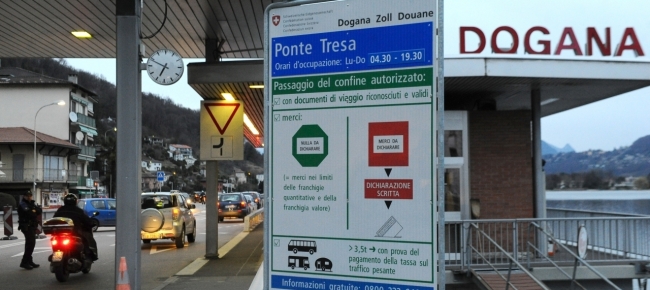 Dogana Zoll Douane
Ponte Tresa
Orari d'occupazione: Lu-Do 04.30 - 19.30
Passaggio del confine autorizzato:
con documenti di viaggio riconosciuti e validi
merci:
NULLA DA
DICHIARARE
(= merci nei limiti
delle franchigie
quantitative e della
franchigia valore)
MERCI DA
DICHIARARE
DICHIARAZIONE
SCRITTA
> 3,5t ➔ con prova del
pagamento della tassa sul
traffico pesante
Informazioni gratuite: 0800
DOGANA
DOGANA